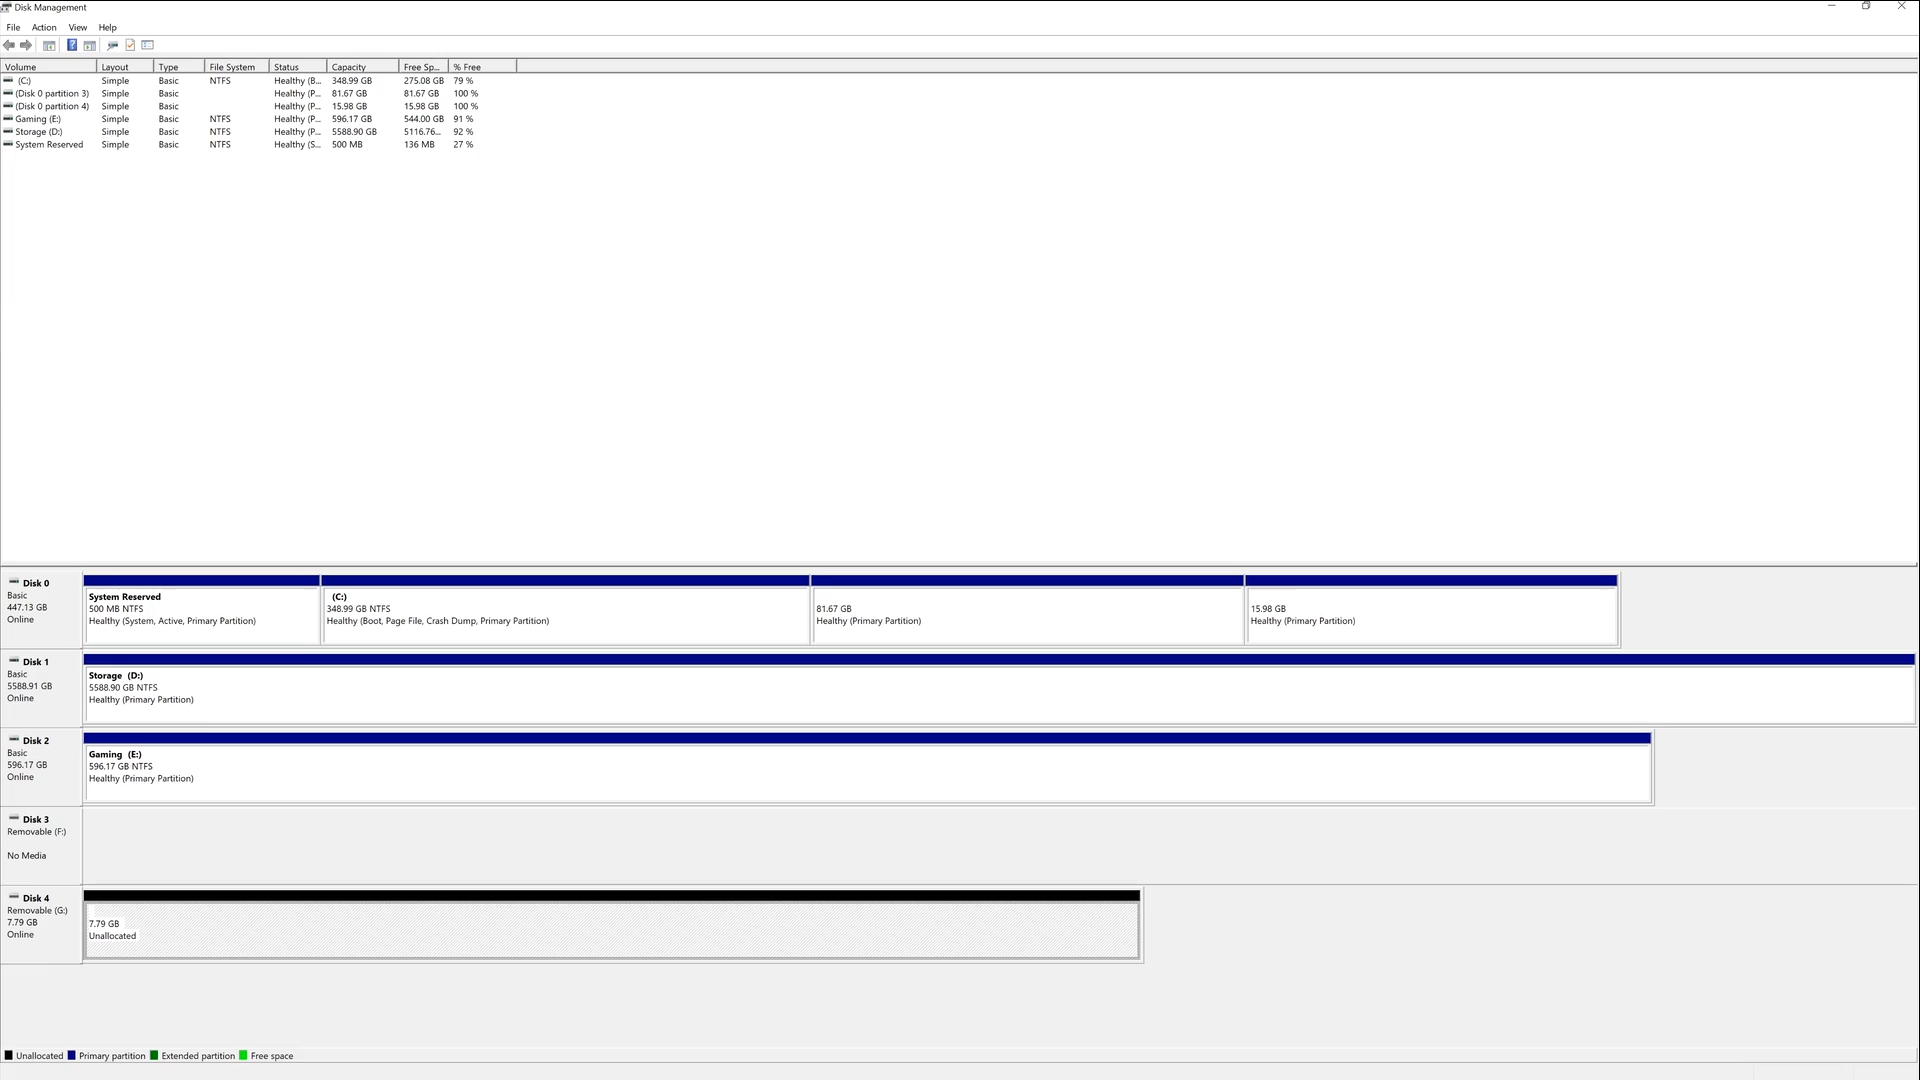 Disk Management
File Action View Help
Volume Layout Type File System Status Capacity Free Sp... % Free
(C:) Simple Basic NTFS Healthy (B... 348.99 GB 275.08 GB 79 %
(Disk 0 partition 3) Simple Basic Healthy (P... 81.67 GB 81.67 GB 100 %
(Disk 0 partition 4) Simple Basic Healthy (P... 15.98 GB 15.98 GB 100 %
Gaming (E:) Simple Basic NTFS Healthy (P... 596.17 GB 544.00 GB 91 %
Storage (D:) Simple Basic NTFS Healthy (P... 5588.90 GB 5116.76... 92 %
System Reserved Simple Basic NTFS Healthy (S... 500 MB 136 MB 27 %
Disk 0
Basic
447.13 GB
Online
System Reserved
500 MB NTFS
Healthy (System, Active, Primary Partition)
(C:)
348.99 GB NTFS
Healthy (Boot, Page File, Crash Dump, Primary Partition)
81.67 GB
Healthy (Primary Partition)
15.98 GB
Healthy (Primary Partition)
Disk 1
Basic
5588.91 GB
Online
Storage (D:)
5588.90 GB NTFS
Healthy (Primary Partition)
Disk 2
Basic
596.17 GB
Online
Gaming (E:)
596.17 GB NTFS
Healthy (Primary Partition)
Disk 3
Removable (F:)
No Media
Disk 4
Removable (G:)
7.79 GB
Online
7.79 GB
Unallocated
Unallocated Primary partition Extended partition Free space